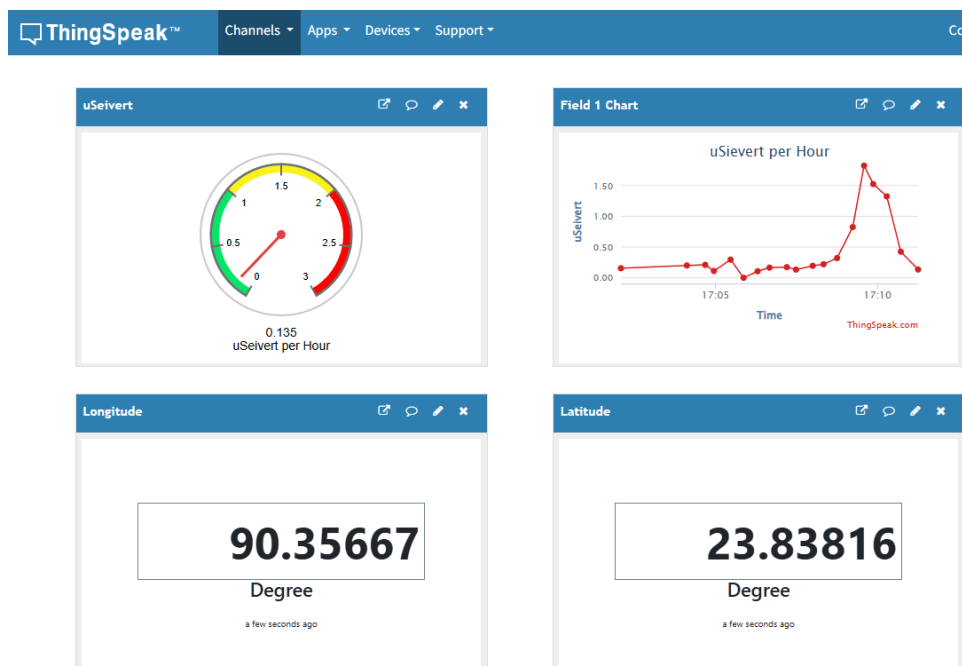 ThingSpeak™ Channels Apps Devices Support Co
uSeivert
1.5
1 2
0.5 2.5
0 3
0.135
uSeivert per Hour
Field 1 Chart
uSievert per Hour
uSeivert
1.50
1.00
0.50
0.00
17:05 17:10
Time
ThingSpeak.com
Longitude
90.35667
Degree
a few seconds ago
Latitude
23.83816
Degree
a few seconds ago